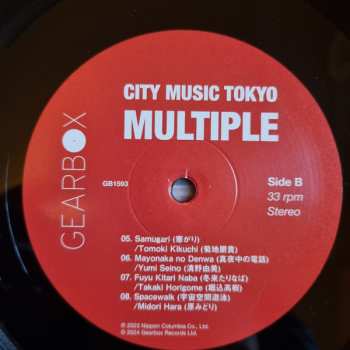 CITY MUSIC TOKYO
MULTIPLE
GEARBOX
GB1593
Side B
33 rpm
Stereo
05. Samugari (寒がり)
/Tomoki Kikuchi (菊地朋貴)
06. Mayonaka no Denwa (真夜中の電話)
/Yumi Seino (清野由美)
07. Fuyu Kitari Naba (冬来たりなば)
/Takaki Horigome (堀込高樹)
08. Spacewalk (宇宙空間遊泳)
/Midori Hara (原みどり)
℗ 2023 Nippon Columbia Co., Ltd.
© 2024 Gearbox Records Ltd.